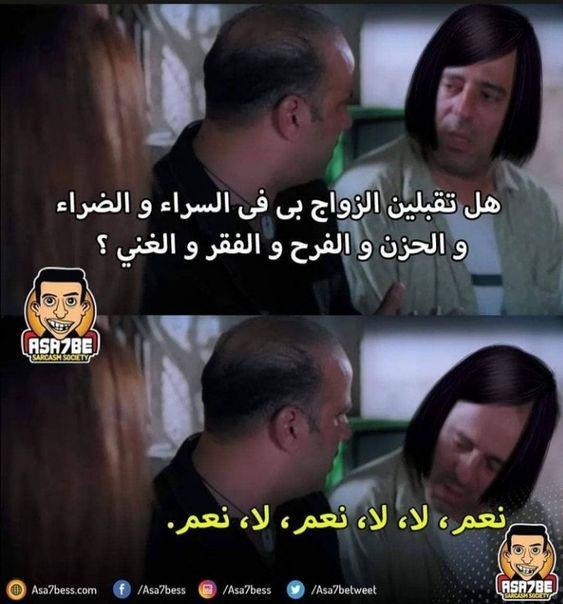 هل تقبلين الزواج بى فى السراء و الضراء
و الحزن و الفرح و الفقر و الغني ؟
ASA7BE
SARCASM SOCIETY
نعم، لا، لا، نعم، لا، نعم.
Asa7bess.com
/Asa7bess
/Asa7bess
/Asa7betweet
ASA7BE
SARCASM SOCIETY